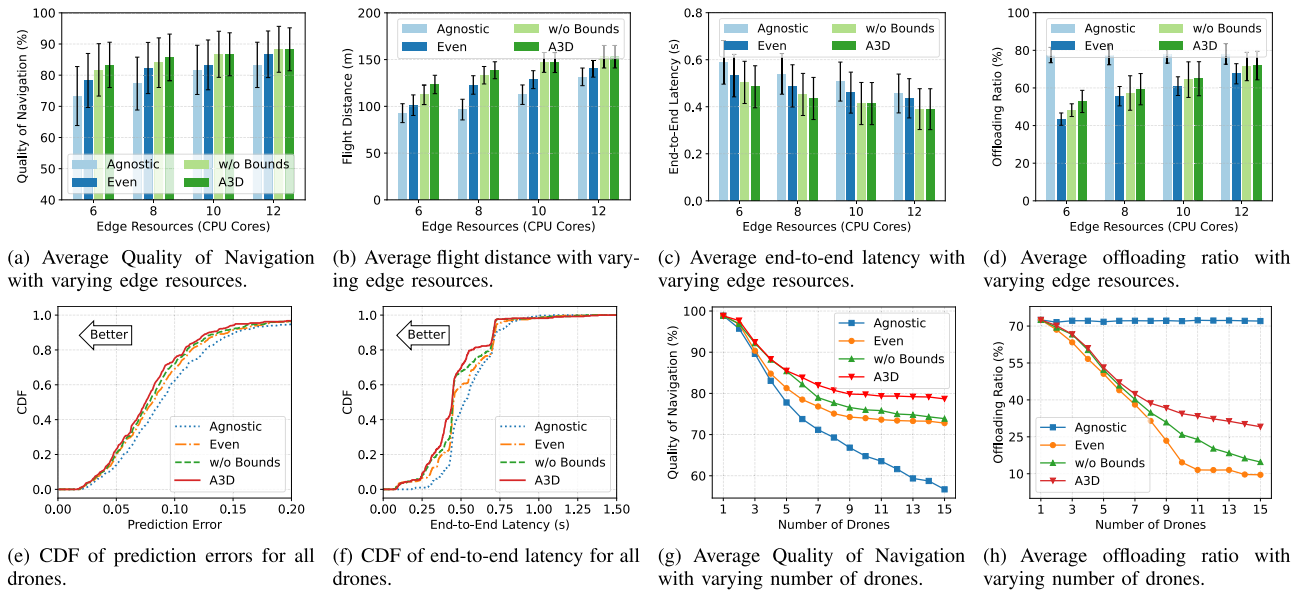 100
90
80
70
60
50
40
Quality of Navigation (%)
Agnostic
Even
w/o Bounds
A3D
6
8
10
12
Edge Resources (CPU Cores)
(a) Average Quality of Navigation
with varying edge resources.
200
150
100
50
0
Flight Distance (m)
Agnostic
Even
w/o Bounds
A3D
6
8
10
12
Edge Resources (CPU Cores)
(b) Average flight distance with vary-
ing edge resources.
0.8
0.6
0.4
0.2
0.0
End-to-End Latency (s)
Agnostic
Even
w/o Bounds
A3D
6
8
10
12
Edge Resources (CPU Cores)
(c) Average end-to-end latency with
varying edge resources.
100
80
60
40
20
0
Offloading Ratio (%)
Agnostic
Even
w/o Bounds
A3D
6
8
10
12
Edge Resources (CPU Cores)
(d) Average offloading ratio with
varying edge resources.
1.0
0.8
0.6
0.4
0.2
0.0
CDF
Better
Agnostic
Even
w/o Bounds
A3D
0.00
0.05
0.10
0.15
0.20
Prediction Error
(e) CDF of prediction errors for all
drones.
1.0
0.8
0.6
0.4
0.2
0.0
CDF
Better
Agnostic
Even
w/o Bounds
A3D
0.00
0.25
0.50
0.75
1.00
1.25
1.50
End-to-End Latency (s)
(f) CDF of end-to-end latency for all
drones.
100
90
80
70
60
Quality of Navigation (%)
Agnostic
Even
w/o Bounds
A3D
1
3
5
7
9
11
13
15
Number of Drones
(g) Average Quality of Navigation
with varying number of drones.
70
55
40
25
10
Offloading Ratio (%)
Agnostic
Even
w/o Bounds
A3D
1
3
5
7
9
11
13
15
Number of Drones
(h) Average offloading ratio with
varying number of drones.